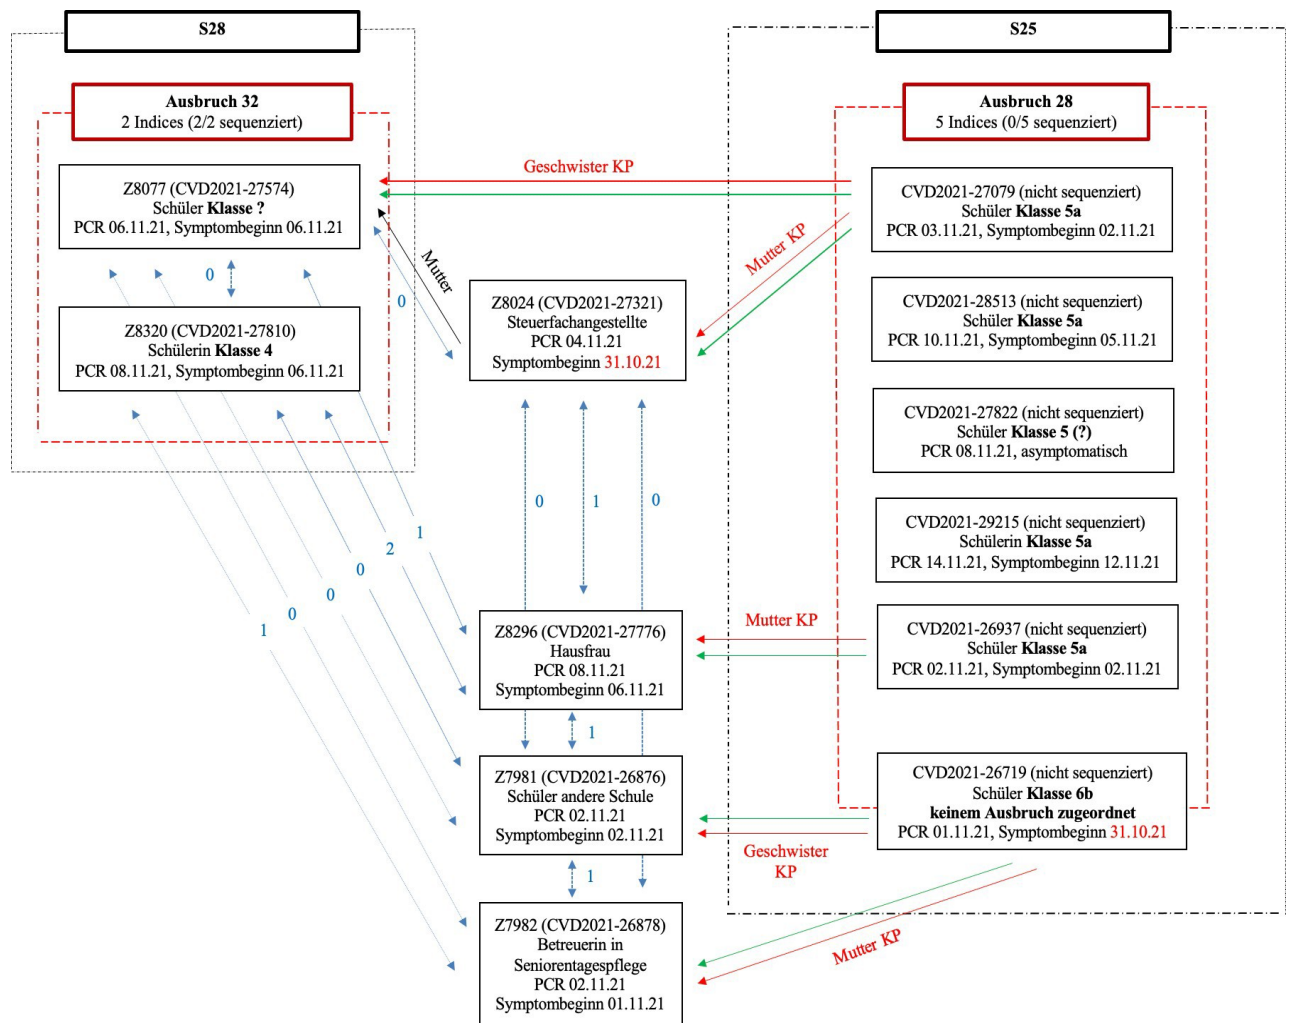 S28
Ausbruch 32
2 Indices (2/2 sequenziert)
Z8077 (CVD2021-27574)
Schüler Klasse ?
PCR 06.11.21, Symptombeginn 06.11.21
0
Z8320 (CVD2021-27810)
Schülerin Klasse 4
PCR 08.11.21, Symptombeginn 06.11.21
Geschwister KP
Mutter
0
Mutter KP
Z8024 (CVD2021-27321)
Steuerfachangestellte
PCR 04.11.21
Symptombeginn 31.10.21
0
1
0
1
2
0
0
0
1
Z8296 (CVD2021-27776)
Hausfrau
PCR 08.11.21
Symptombeginn 06.11.21
Mutter KP
1
Z7981 (CVD2021-26876)
Schüler andere Schule
PCR 02.11.21
Symptombeginn 02.11.21
Geschwister
KP
1
Z7982 (CVD2021-26878)
Betreuerin in
Seniorentagespflege
PCR 02.11.21
Symptombeginn 01.11.21
Mutter KP
S25
Ausbruch 28
5 Indices (0/5 sequenziert)
CVD2021-27079 (nicht sequenziert)
Schüler Klasse 5a
PCR 03.11.21, Symptombeginn 02.11.21
CVD2021-28513 (nicht sequenziert)
Schüler Klasse 5a
PCR 10.11.21, Symptombeginn 05.11.21
CVD2021-27822 (nicht sequenziert)
Schüler Klasse 5 (?)
PCR 08.11.21, asymptomatisch
CVD2021-29215 (nicht sequenziert)
Schülerin Klasse 5a
PCR 14.11.21, Symptombeginn 12.11.21
CVD2021-26937 (nicht sequenziert)
Schüler Klasse 5a
PCR 02.11.21, Symptombeginn 02.11.21
CVD2021-26719 (nicht sequenziert)
Schüler Klasse 6b
keinem Ausbruch zugeordnet
PCR 01.11.21, Symptombeginn 31.10.21